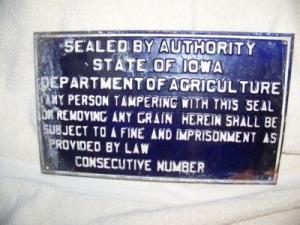 SEALED BY AUTHORITY
STATE OF IOWA
DEPARTMENT OF AGRICULTURE
ANY PERSON TAMPERING WITH THIS SEAL
OR REMOVING ANY GRAIN HEREIN SHALL BE
SUBJECT TO A FINE AND IMPRISONMENT AS
PROVIDED BY LAW
CONSECUTIVE NUMBER